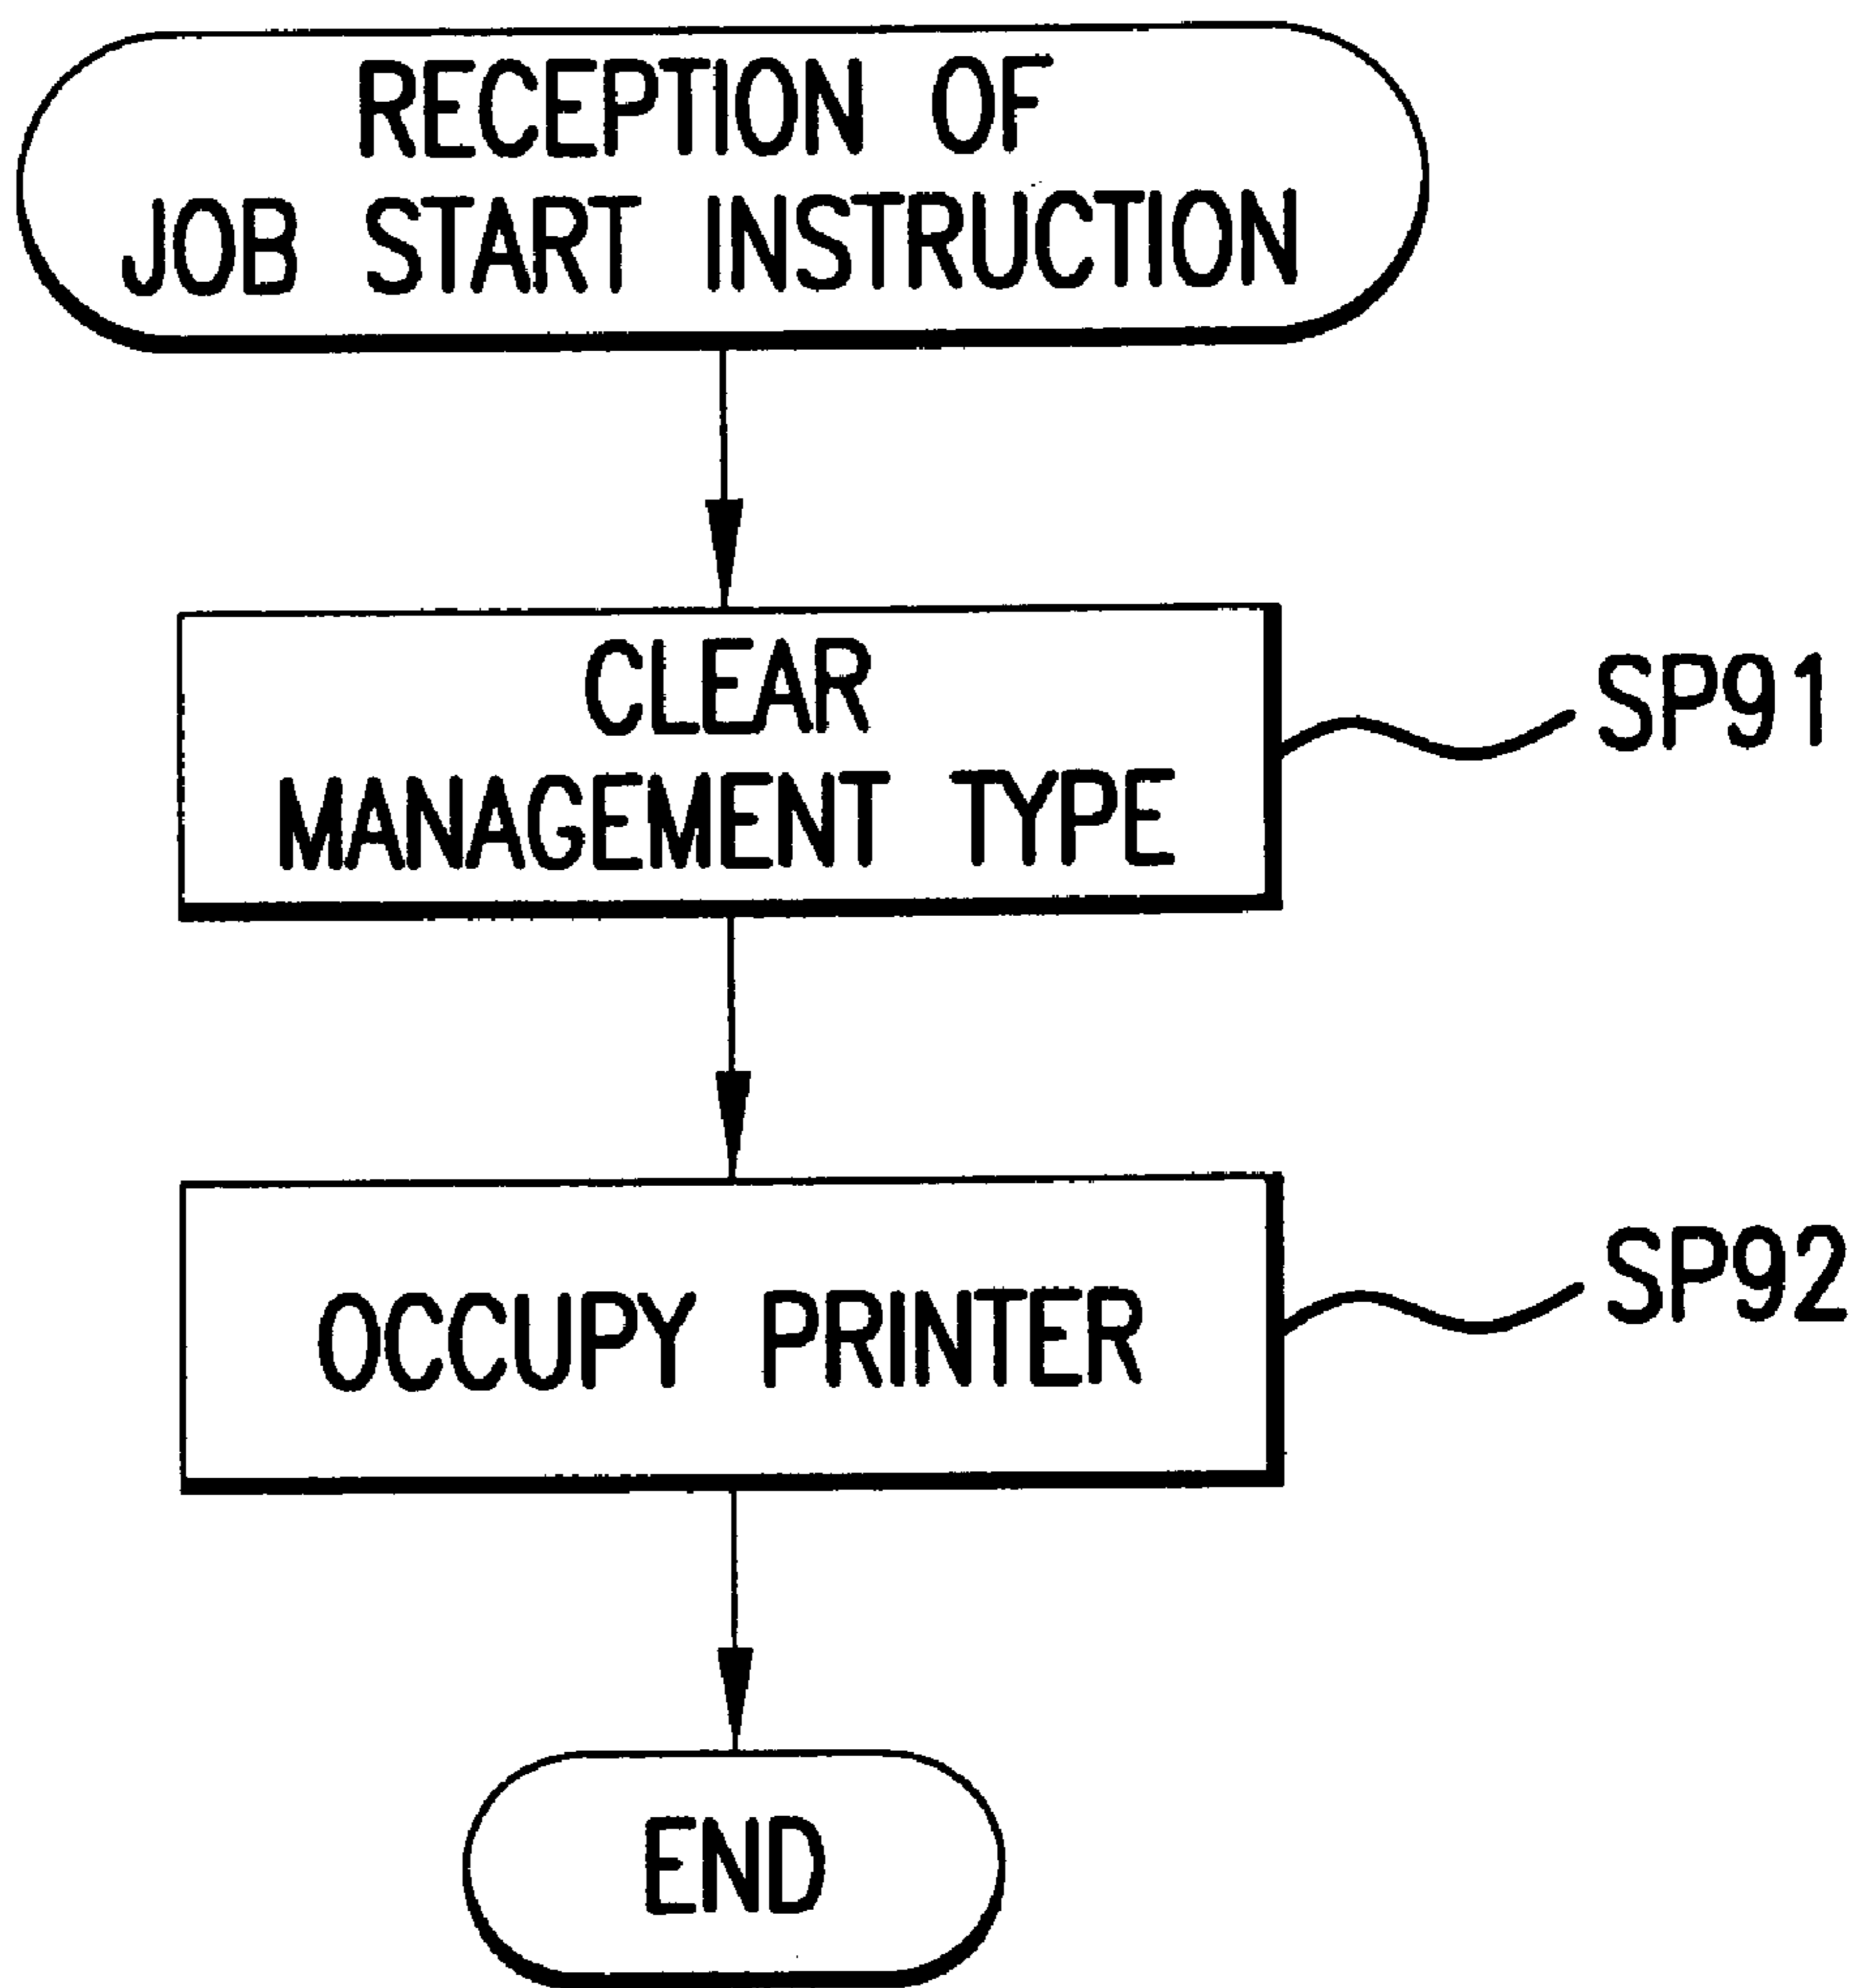 RECEPTION OF
JOB START INSTRUCTION
CLEAR
MANAGEMENT TYPE
SP91
OCCUPY PRINTER
SP92
END